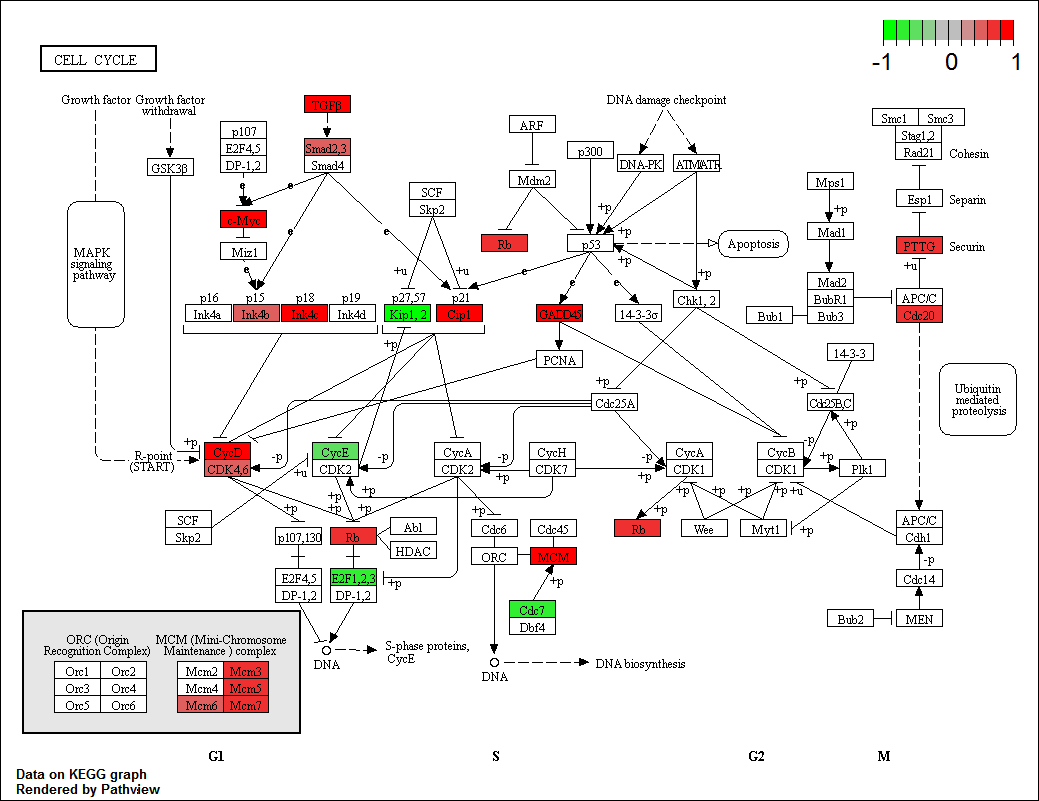 CELL CYCLE
-1 0 1
Growth factor
Growth factor
withdrawal
TGFβ
DNA damage checkpoint
p107
E2F4,5
DP-1,2
Smad2,3
Smad4
ARF
p300
DNA-PK
ATM/ATR
Smc1
Smc3
Stag1,2
Rad21
Cohesin
GSK3β
Mdm2
Mps1
SCF
Skp2
Esp1
Separin
e
e
+p
+p
c-Myc
Miz1
Rb
p53
Apoptosis
Mad1
PTTG
Securin
MAPK
signaling
pathway
e
e
e
+p
+p
+u
e
e
e
+u
+u
+p
Mad2
BubR1
Bub3
Bub1
APC/C
Cdc20
p16
p15
p18
p19
p27,57
p21
Ink4a
Ink4b
Ink4c
Ink4d
Kip1, 2
Cip1
GADD45
14-3-3σ
Chk1, 2
+p
PCNA
14-3-3
Ubiquitin
mediated
proteolysis
+p
+p
Cdc25A
Cdc25B,C
R-point
(START)
+p
CycD
CDK4,6
-p
CycE
CDK2
-p
CycA
CDK2
-p
+p
CycH
CDK7
-p
+p
CycA
CDK1
CycB
CDK1
-p
+p
+p
Plk1
+u
+p
+p
+p
+p
+p
+p
+p
+p
+p
+u
SCF
Skp2
p107,130
Rb
Abl
HDAC
Cdc6
ORC
Cdc45
MCM
Rb
Wee
Myt1
+p
APC/C
Cdh1
E2F4,5
DP-1,2
E2F1,2,3
DP-1,2
+p
+p
Cdc7
Dbf4
-p
Cdc14
Bub2
MEN
DNA
S-phase proteins,
CycE
DNA
DNA biosynthesis
ORC (Origin
Recognition Complex)
MCM (Mini-Chromosome
Maintenance ) complex
Orc1 Orc2
Orc3 Orc4
Orc5 Orc6
Mcm2 Mcm3
Mcm4 Mcm5
Mcm6 Mcm7
G1 S G2 M
Data on KEGG graph
Rendered by Pathview